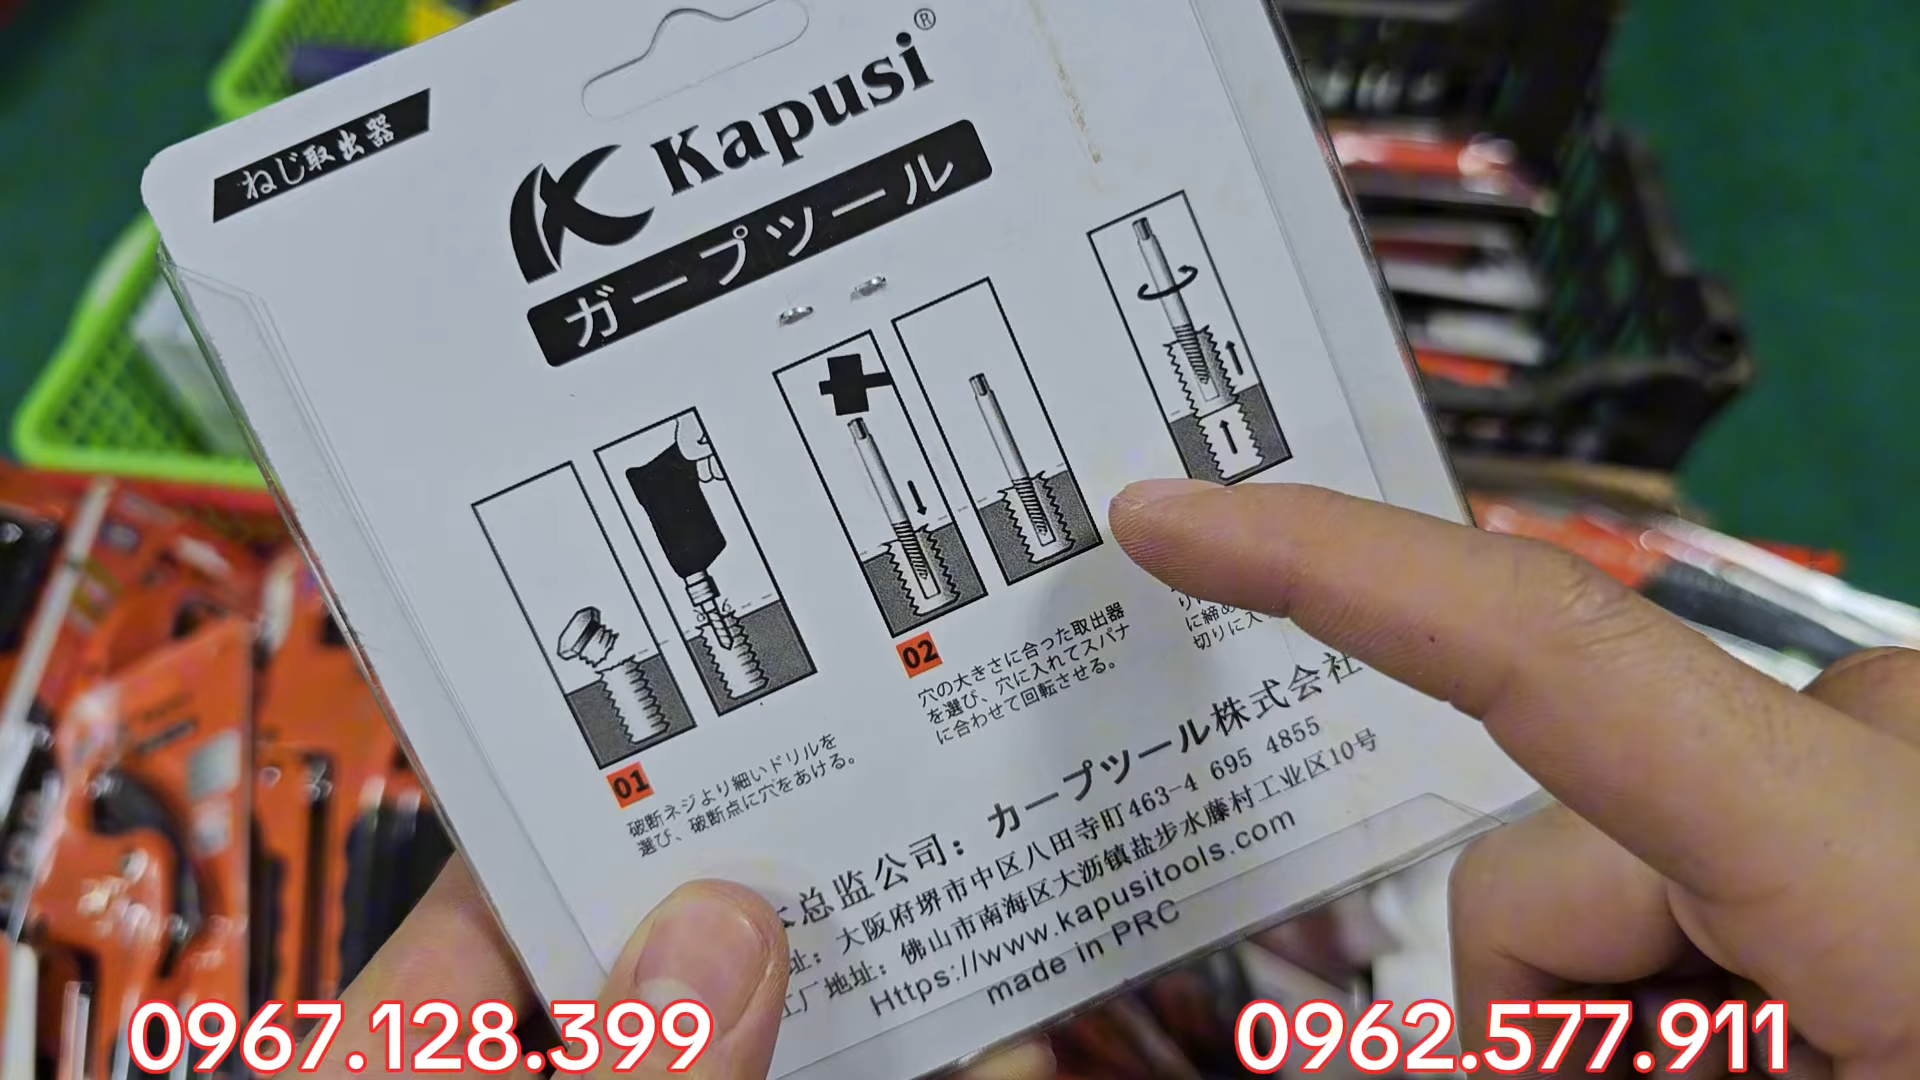 ねじ取出器
Kapusi®
ガープツール
01
破断ネジより細いドリルを
選び、破断点に穴をあける。
02
穴の大きさに合った取出器
を選び、穴に入れてスパナ
に合わせて回転させる。
に締め
切りに入
总监公司：カープツール株式会社
址：大阪府堺市中区八田寺町463-4 695 4855
厂地址：佛山市南海区大沥镇盐步水藤村工业区10号
Https://www.kapusitools.com
made in PRC
0967.128.399
0962.577.911